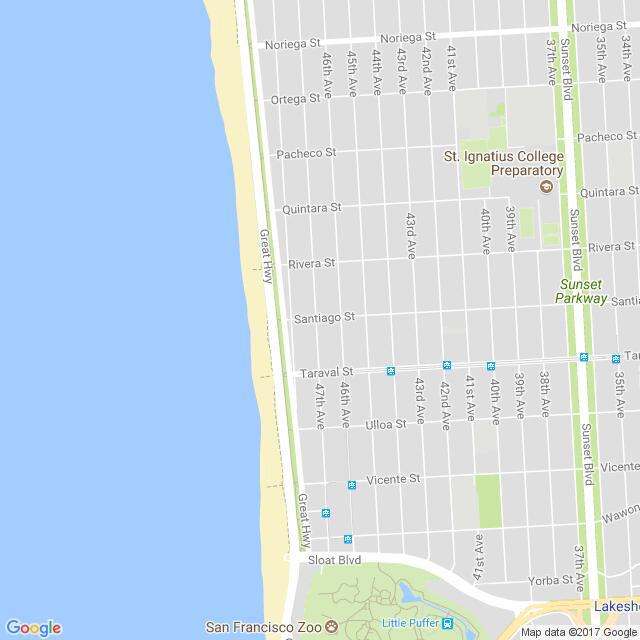 Noriega St
Noriega St
46th Ave
45th Ave
44th Ave
43rd Ave
42nd Ave
41st Ave
37th Ave
Sunset Blvd
35th Ave
34th Ave
Ortega St
Pacheco St
Pacheco St
St. Ignatius College
Preparatory
Quintara St
Quintara St
43rd Ave
40th Ave
39th Ave
Sunset Blvd
Great Hwy
Rivera St
Rivera St
Sunset
Parkway
Santiago St
Santia
Taraval St
Tar
47th Ave
46th Ave
43rd Ave
42nd Ave
41st Ave
40th Ave
39th Ave
38th Ave
35th Ave
Ulloa St
Sunset Blvd
Vicente St
Vicente
Great Hwy
Wawon
Sloat Blvd
41st Ave
37th Ave
Yorba St
Lakesho
San Francisco Zoo
Little Puffer
Google
Map data ©2017 Google